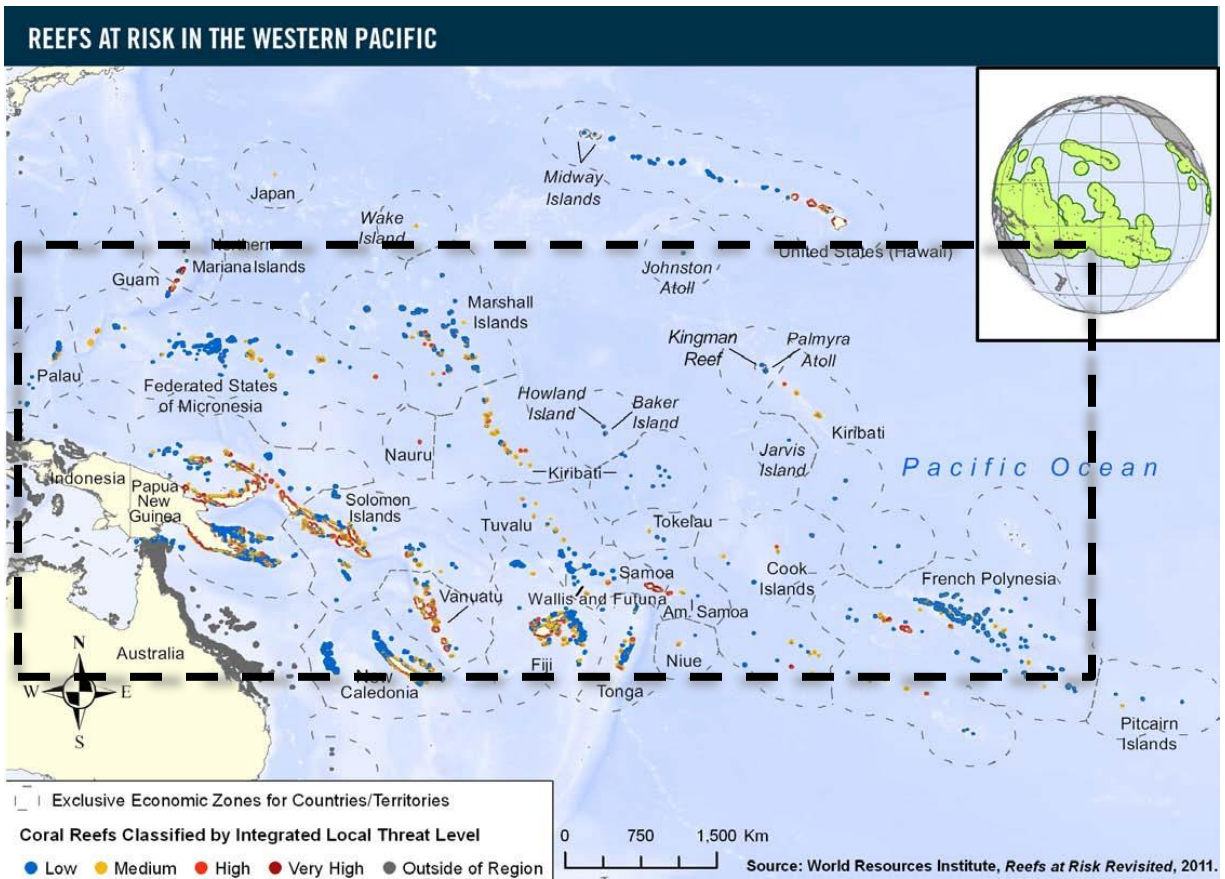 REEFS AT RISK IN THE WESTERN PACIFIC
Midway
Islands
Japan
Wake
Island
Northern
Mariana Islands
United States (Hawaii)
Guam
Johnston
Atoll
Marshall
Islands
Kingman
Reef
Palmyra
Atoll
Palau
Federated States
of Micronesia
Howland
Island
Baker
Island
Kiribati
Nauru
Jarvis
Island
Kiribati
Pacific Ocean
Indonesia
Papua
New
Guinea
Solomon
Islands
Tuvalu
Tokelau
Cook
Islands
Samoa
French Polynesia
Wallis and Futuna
Vanuatu
Am. Samoa
Australia
N
W
E
S
New
Caledonia
Fiji
Tonga
Niue
Pitcairn
Islands
Exclusive Economic Zones for Countries/Territories
Coral Reefs Classified by Integrated Local Threat Level
Low Medium High Very High Outside of Region
0 750 1,500 Km
Source: World Resources Institute, Reefs at Risk Revisited, 2011.